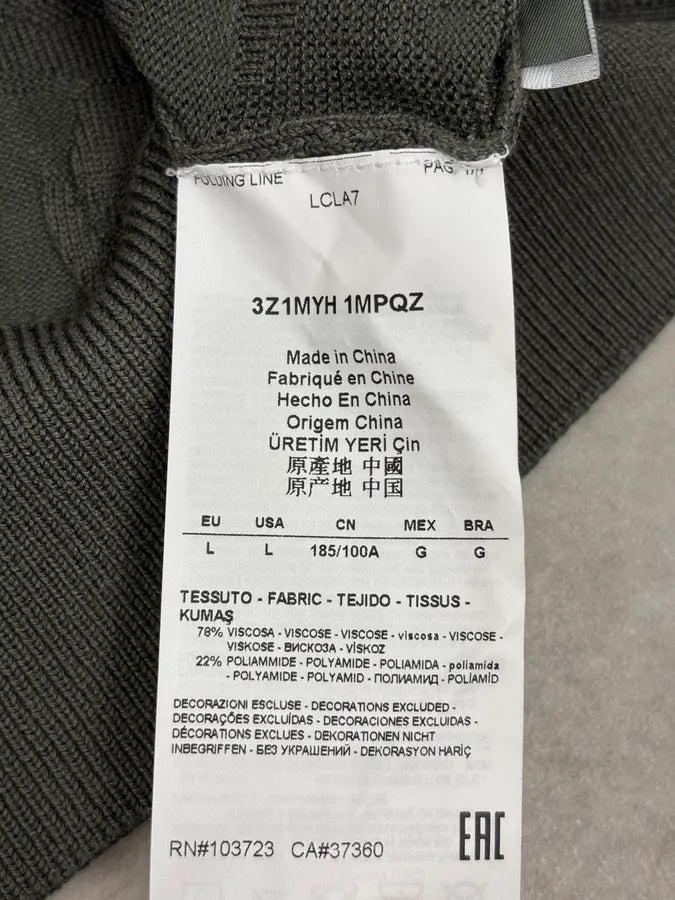 FOLDING LINE PAG 1/1
LCLA7
3Z1MYH 1MPQZ
Made in China
Fabriqué en Chine
Hecho En China
Origem China
ÜRETİM YERİ Çin
原產地 中國
原产地 中国
EU USA CN MEX BRA
L L 185/100A G G
TESSUTO - FABRIC - TEJIDO - TISSUS -
KUMAŞ
78% VISCOSA - VISCOSE - VISCOSE - viscosa - VISCOSE -
VISKOSE - ВИСКОЗА - VİSKOZ
22% POLIAMMIDE - POLYAMIDE - POLIAMIDA - poliamida
- POLYAMIDE - POLYAMID - ПОЛИАМИД - POLİAMİD
DECORAZIONI ESCLUSE - DECORATIONS EXCLUDED -
DECORAÇÕES EXCLUÍDAS - DECORACIONES EXCLUIDAS -
DÉCORATIONS EXCLUES - DEKORATIONEN NICHT
INBEGRIFFEN - БЕЗ УКРАШЕНИЙ - DEKORASYON HARİÇ
RN#103723 CA#37360 EAC